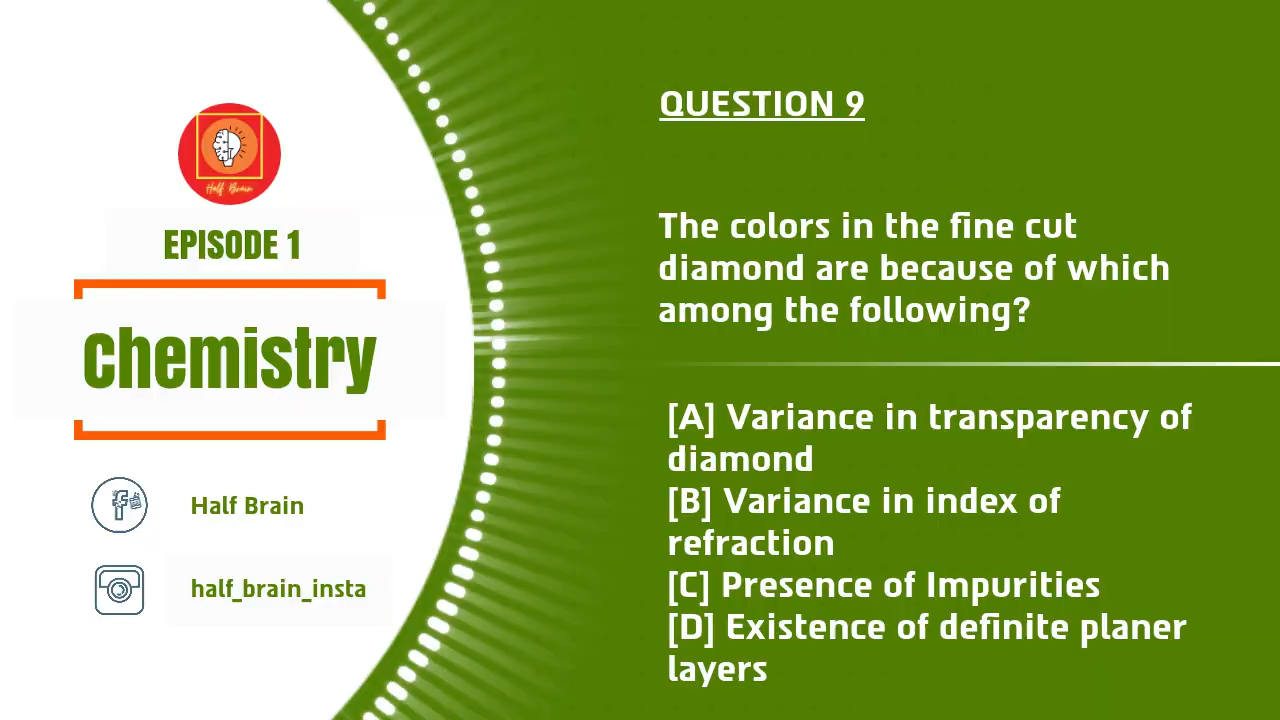 Half Brain
EPISODE 1
chemistry
Half Brain
half_brain_insta
QUESTION 9
The colors in the fine cut
diamond are because of which
among the following?
[A] Variance in transparency of
diamond
[B] Variance in index of
refraction
[C] Presence of Impurities
[D] Existence of definite planer
layers